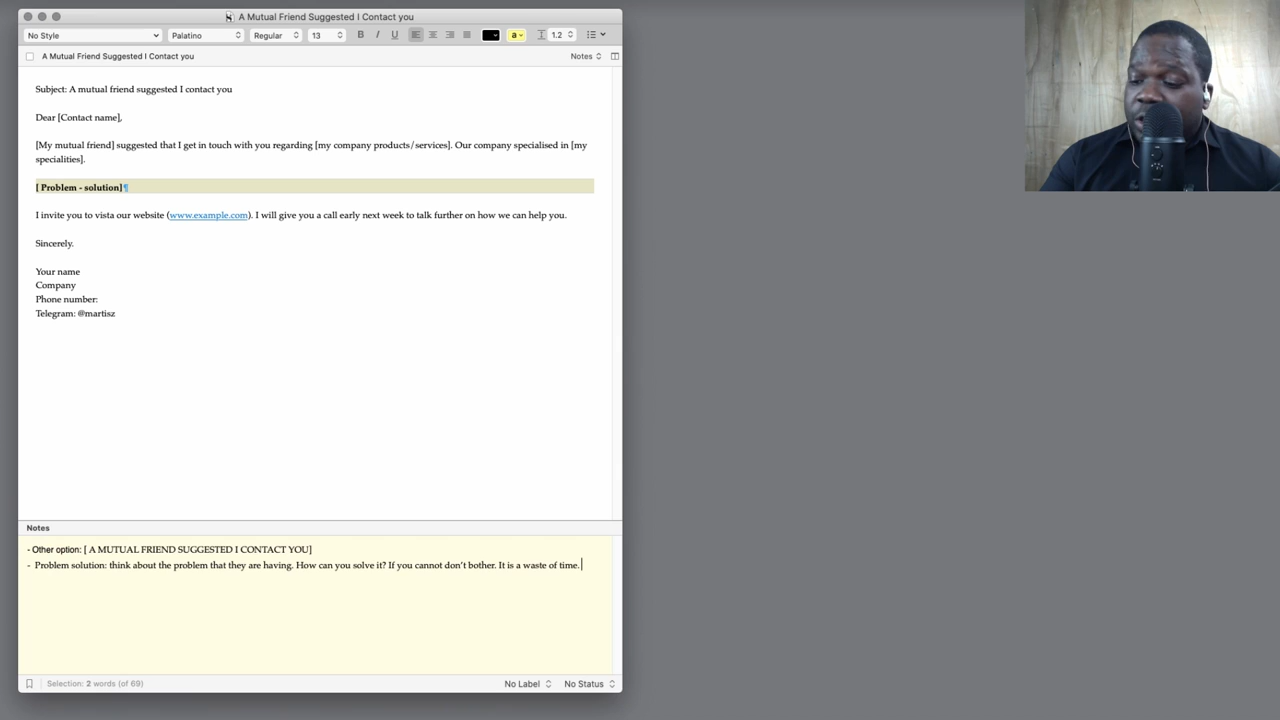 A Mutual Friend Suggested I Contact you
No Style Palatino Regular 13 B I U a 1.2
A Mutual Friend Suggested I Contact you Notes
Subject: A mutual friend suggested I contact you
Dear [Contact name],
[My mutual friend] suggested that I get in touch with you regarding [my company products/services]. Our company specialised in [my
specialities].
[ Problem - solution]¶
I invite you to vista our website (www.example.com). I will give you a call early next week to talk further on how we can help you.
Sincerely.
Your name
Company
Phone number:
Telegram: @martisz
Notes
- Other option: [ A MUTUAL FRIEND SUGGESTED I CONTACT YOU]
- Problem solution: think about the problem that they are having. How can you solve it? If you cannot don't bother. It is a waste of time.
Selection: 2 words (of 69) No Label No Status